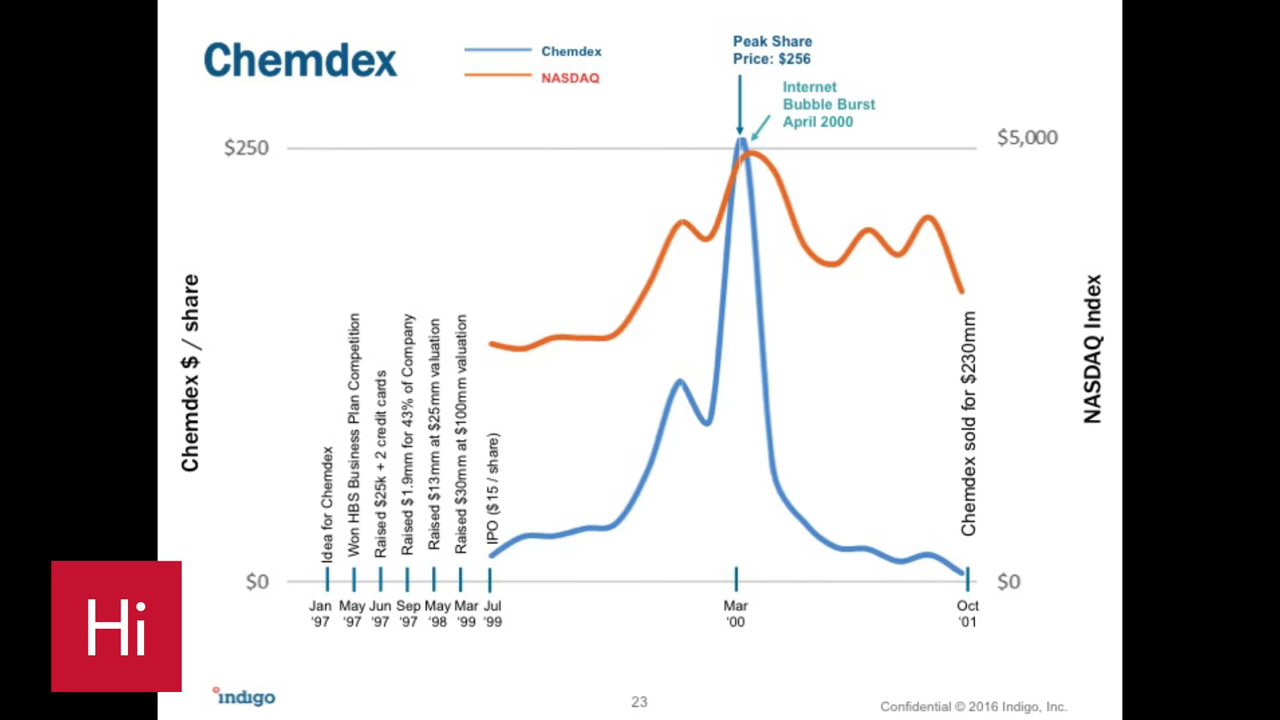 Chemdex
Chemdex
NASDAQ
Peak Share
Price: $256
Internet
Bubble Burst
April 2000
$250
$5,000
Chemdex $ / share
NASDAQ Index
Idea for Chemdex
Won HBS Business Plan Competition
Raised $25k + 2 credit cards
Raised $1.9mm for 43% of Company
Raised $13mm at $25mm valuation
Raised $30mm at $100mm valuation
IPO ($15 / share)
Chemdex sold for $230mm
$0
$0
Jan '97
May '97
Jun '97
Sep '97
May '98
Mar '99
Jul '99
Mar '00
Oct '01
Hi
indigo
23
Confidential © 2016 Indigo, Inc.